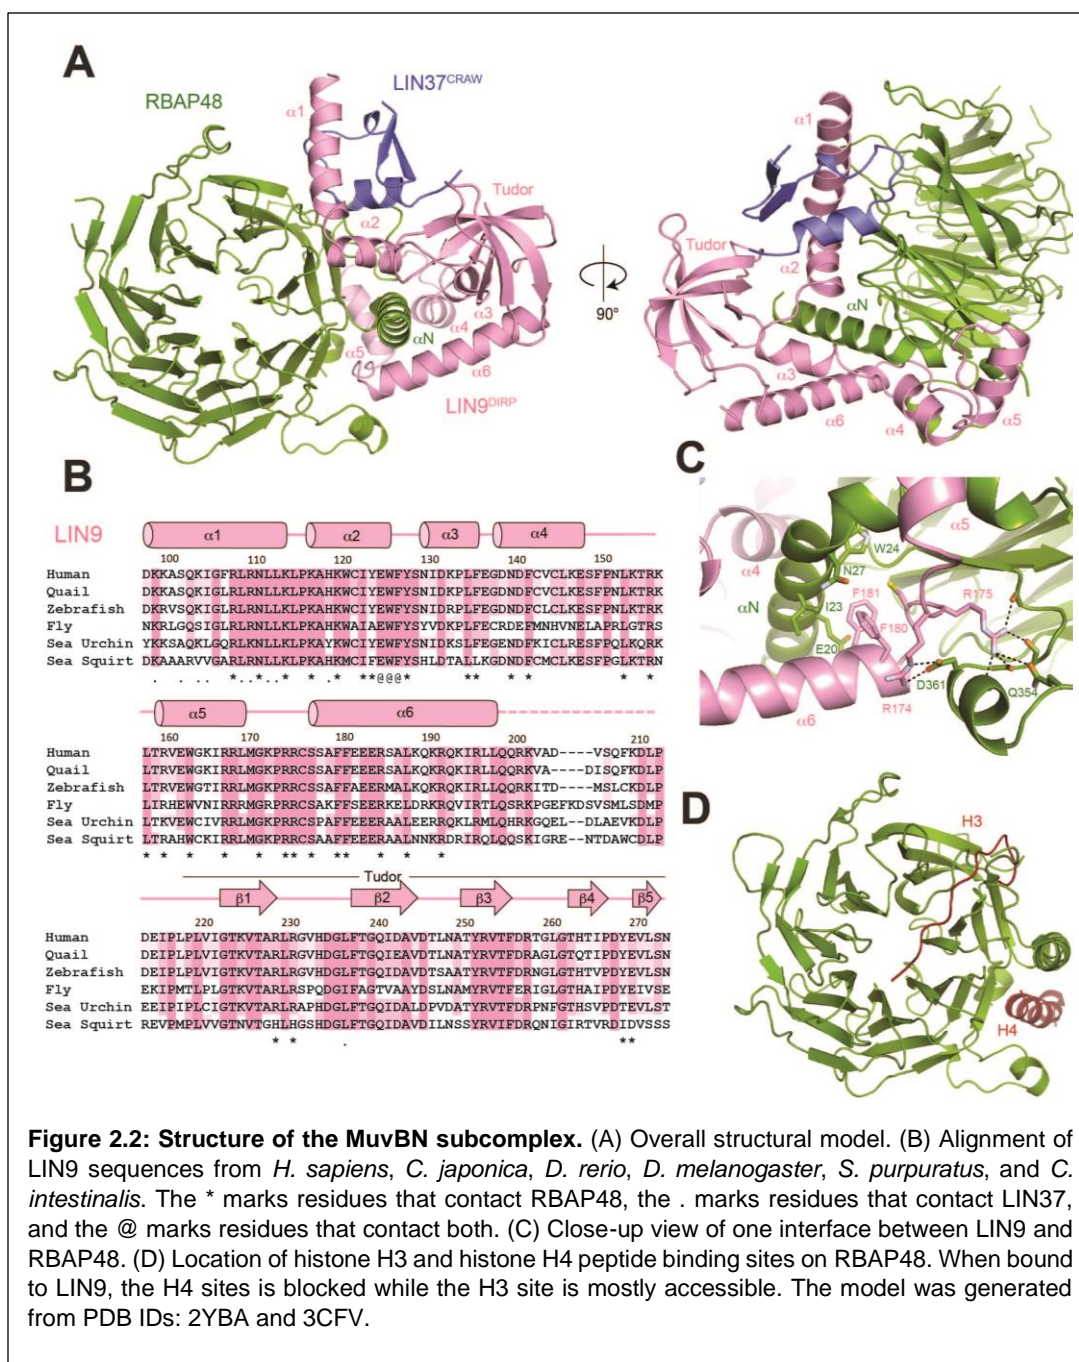 A
RBAP48
LIN37CRAW
α1
α2
Tudor
α3
α4
αN
α5
α6
LIN9DIRP
90°
α1
Tudor
α2
αN
α3
α6
α4
α5
B
LIN9
α1 α2 α3 α4
100 110 120 130 140 150
Human DKKASQKIGFRLRNLLKLPKAHKWCIYEWFYSNIDKPLFEGDNDFCVCLKESFPNLKTRK
Quail DKKASQKIGLRLRNLLKLPKAHKWCIYEWFYSNIDKPLFEGDNDFCVCLKESFPNLKTRK
Zebrafish DKRVSQKIGLRLRNLLKLPKAHKWCIYEWFYSNIDRPLFEGDNDFCLCLKESFPNLKTRK
Fly NKRLGQSIGLRLRNLLKLPKAHKWAIAEWFYSYVDKPLFECRDEFMNHVNELAPRLGTRS
Sea Urchin YKKSAQKLGQRLRNLLKLPKAYKWCIYEWFYSNIDKPLFEGENDFKICLRESFPQLKQRK
Sea Squirt DKAAARVVGARLRNLLKLPKAHKMCIFEWFYSHLDTALLKGDNDFCMCLKESFPGLKTRN
α5 α6
160 170 180 190 200 210
Human LTRVEWGKIRRLMGKPRRCSSAFFEEERSALKQKRQKIRLLQQRKVAD----VSQFKDLP
Quail LTRVEWGKIRRLMGKPRRCSSAFFEEERSALKQKRQKIRLLQQRKVA----DISQFKDLP
Zebrafish LTRVEWGTIRRLMGKPRRCSSAFFAEERMALKQKRQKIRLLQQRKITD----MSLCKDLP
Fly LIRHEWVNIRRRMGKPRRCSAKFFSEERKELDRKRQVIRTLQSRKPGEFKDSVSMLSDMP
Sea Urchin LTKVEWCIVRRLMGKPRRCSSAFFEEERAALEERRQKLRMLQHRKGQEL--DLAEVKDLP
Sea Squirt LTRAHWCKIRRLMGKPRRCSAAFFEEERAALNNKRDRIRQLQQSKIGRE--NTDAWCDLP
Tudor
β1 β2 β3 β4 β5
220 230 240 250 260 270
Human DEIPLPLVIGTKVTARLRGVHDGLFTGQIDAVDTLNATYRVTFDRTGLGTHTIPDYEVLSN
Quail DEIPLPLVIGTKVTARLRGVHDGLFTGQIEAVDTLNATYRVTFDRAGLGTQTIPDYEVLSN
Zebrafish DEIPLPLVIGTKVTARLRGVHDGLFTGQIDAVDTSAATYRVTFDRNGLGTHTVPDYEVLSN
Fly EKIPMTLPLGTKVTARLRSPQDGIFAGTVAAYDSLNAMYRVTFERIGLGTHAIPDYEIVSE
Sea Urchin EEIPIPLCIGTKVTARLRAPHDGLFTGQIDALDPVDATYRVTFDRPNFGTHSVPDTEVLSN
Sea Squirt REVPMPLVVGTNVTGHLHGSHDGLFTGQIDAVDILNSSYRVTFDRQNIGIRTVRDIDVSSS
C
α5
α4
W24
N27
αN
I23
F181
R175
F180
E20
D361
Q354
α6
R174
D
H3
H4
Figure 2.2: Structure of the MuvBN subcomplex. (A) Overall structural model. (B) Alignment of
LIN9 sequences from H. sapiens, C. japonica, D. rerio, D. melanogaster, S. purpuratus, and C.
intestinalis. The * marks residues that contact RBAP48, the . marks residues that contact LIN37,
and the @ marks residues that contact both. (C) Close-up view of one interface between LIN9 and
RBAP48. (D) Location of histone H3 and histone H4 peptide binding sites on RBAP48. When bound
to LIN9, the H4 sites is blocked while the H3 site is mostly accessible. The model was generated
from PDB IDs: 2YBA and 3CFV.